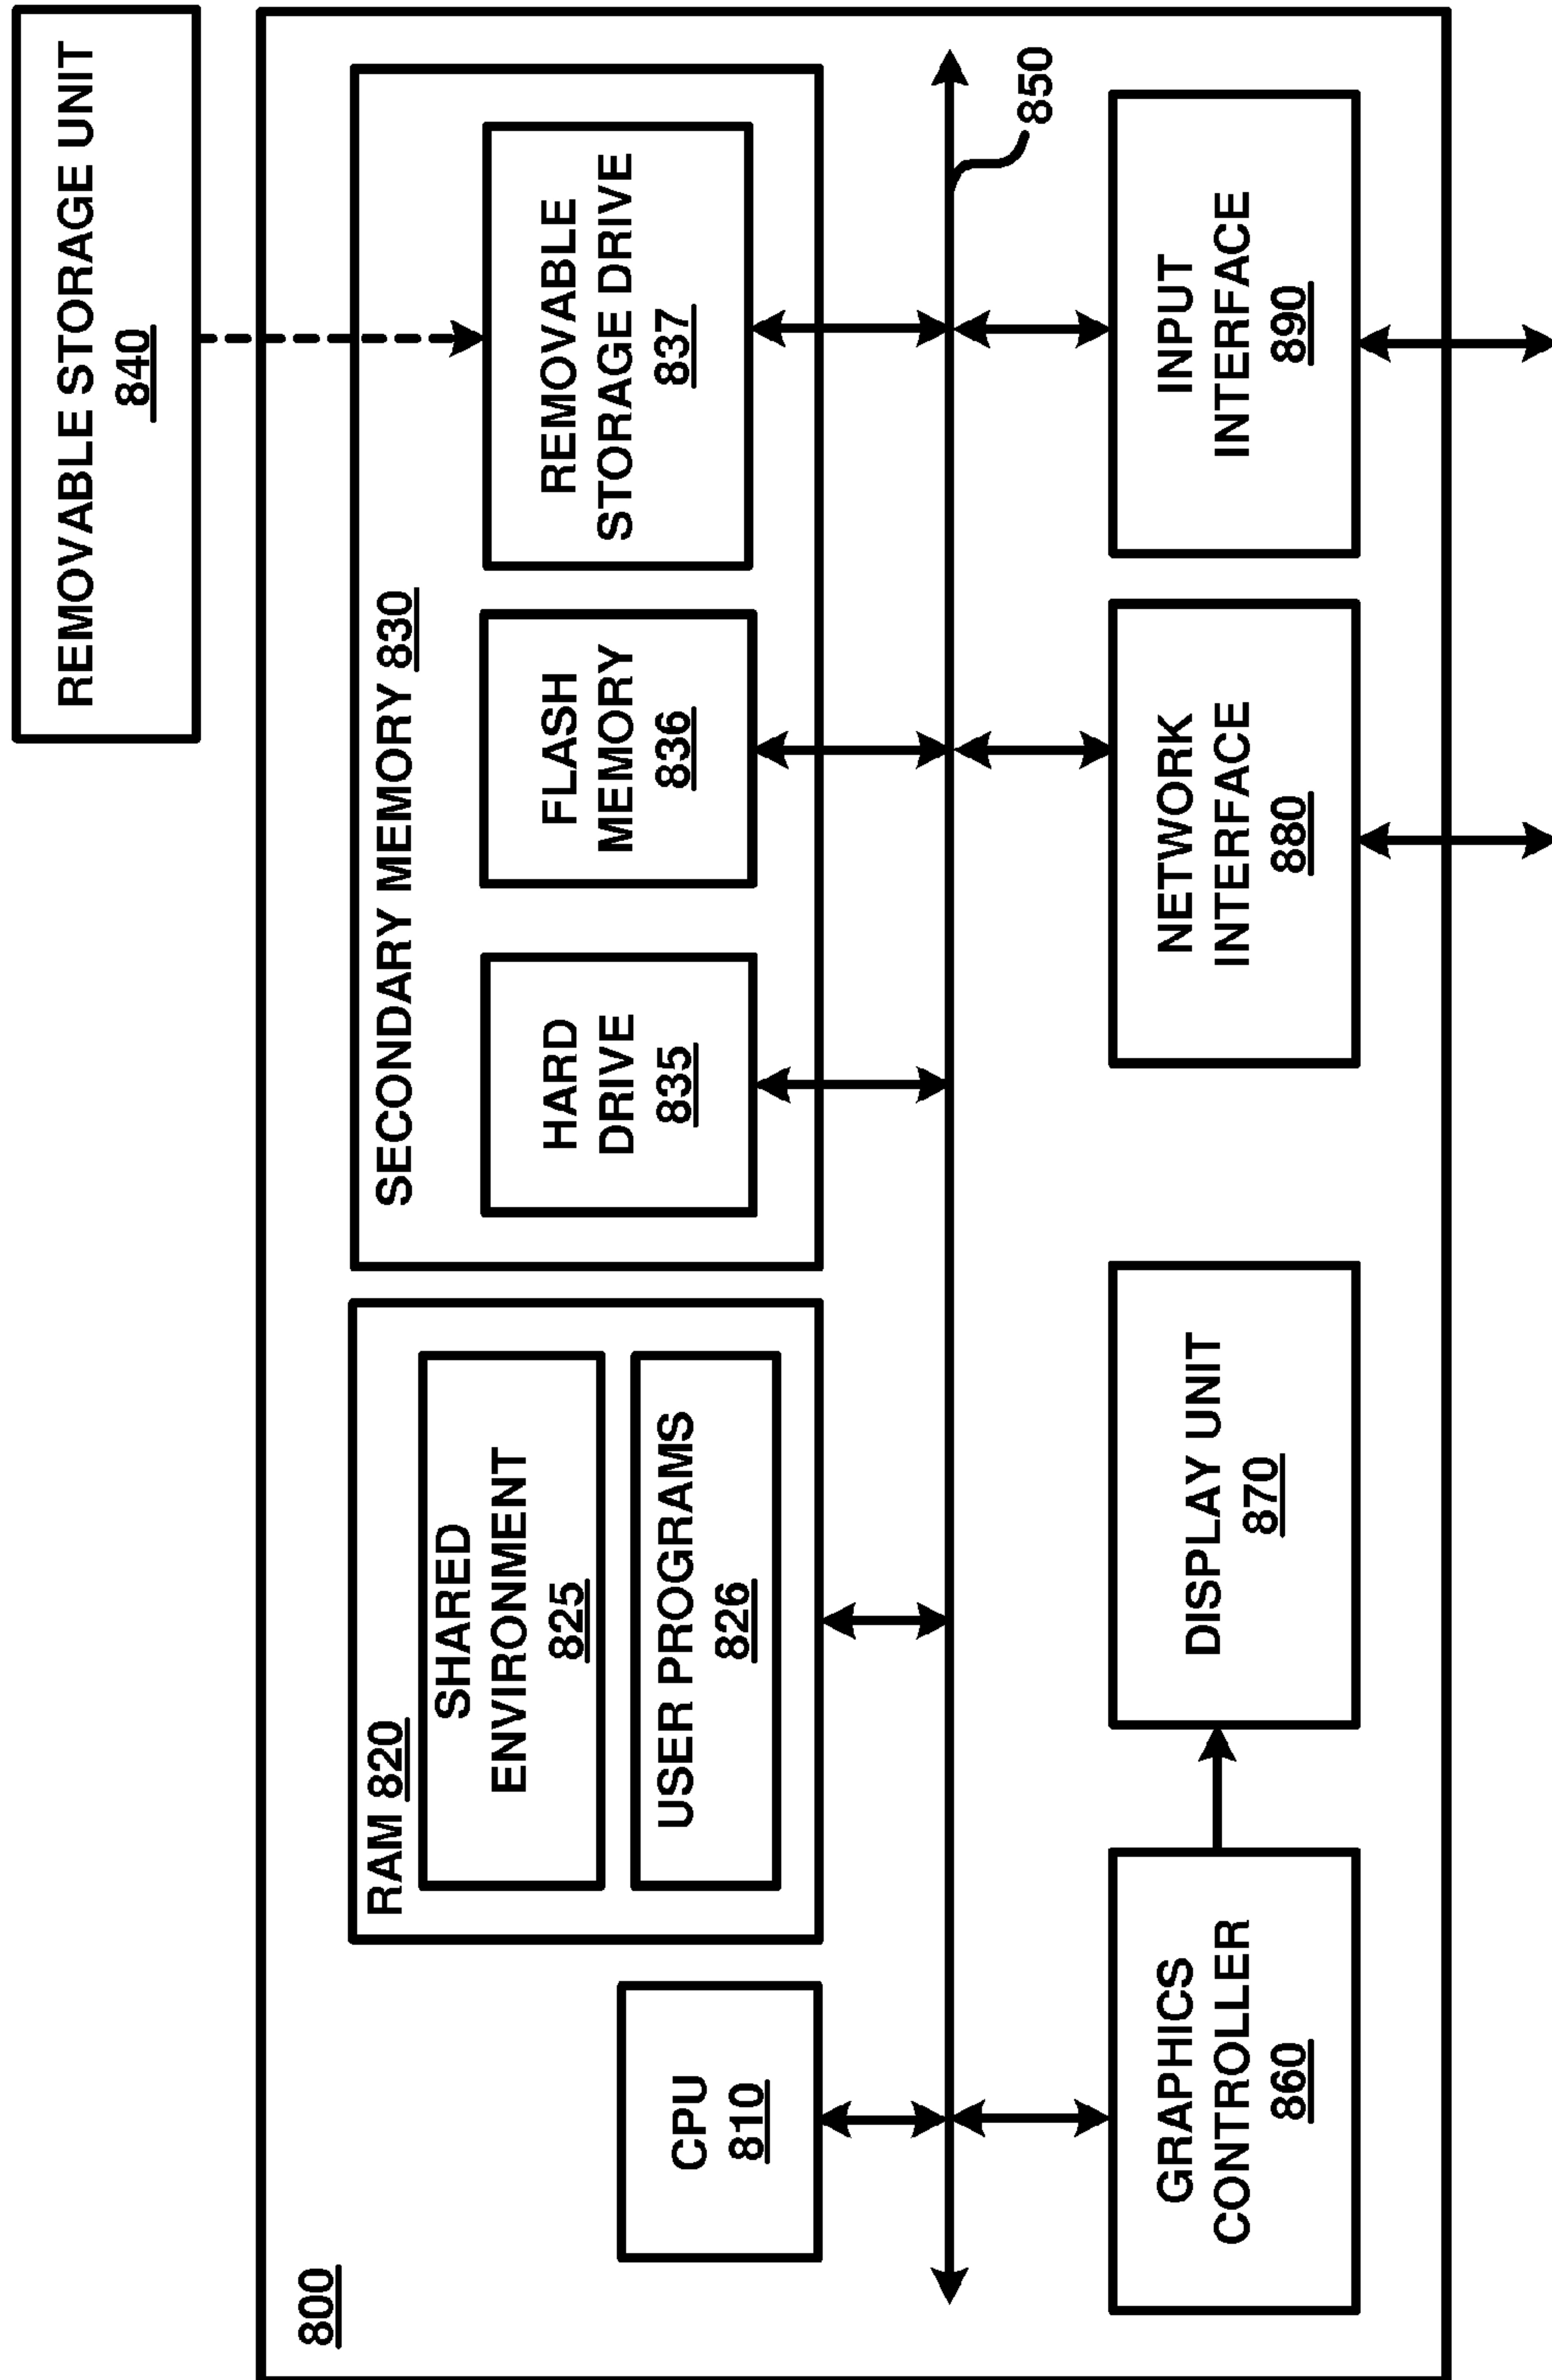 REMOVABLE STORAGE UNIT
840
800
CPU
810
RAM 820
SHARED
ENVIRONMENT
825
USER PROGRAMS
826
SECONDARY MEMORY 830
HARD
DRIVE
835
FLASH
MEMORY
836
REMOVABLE
STORAGE DRIVE
837
850
GRAPHICS
CONTROLLER
860
DISPLAY UNIT
870
NETWORK
INTERFACE
880
INPUT
INTERFACE
890